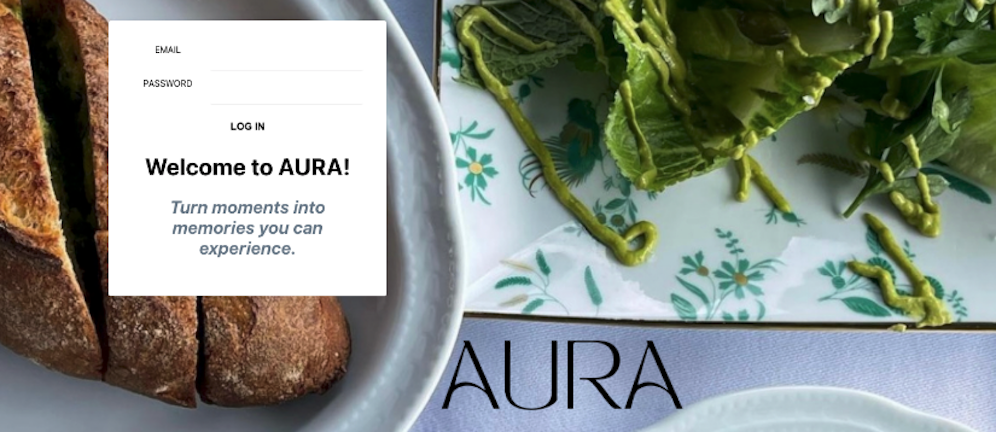 EMAIL
PASSWORD
LOG IN
Welcome to AURA!
Turn moments into
memories you can
experience.
AURA